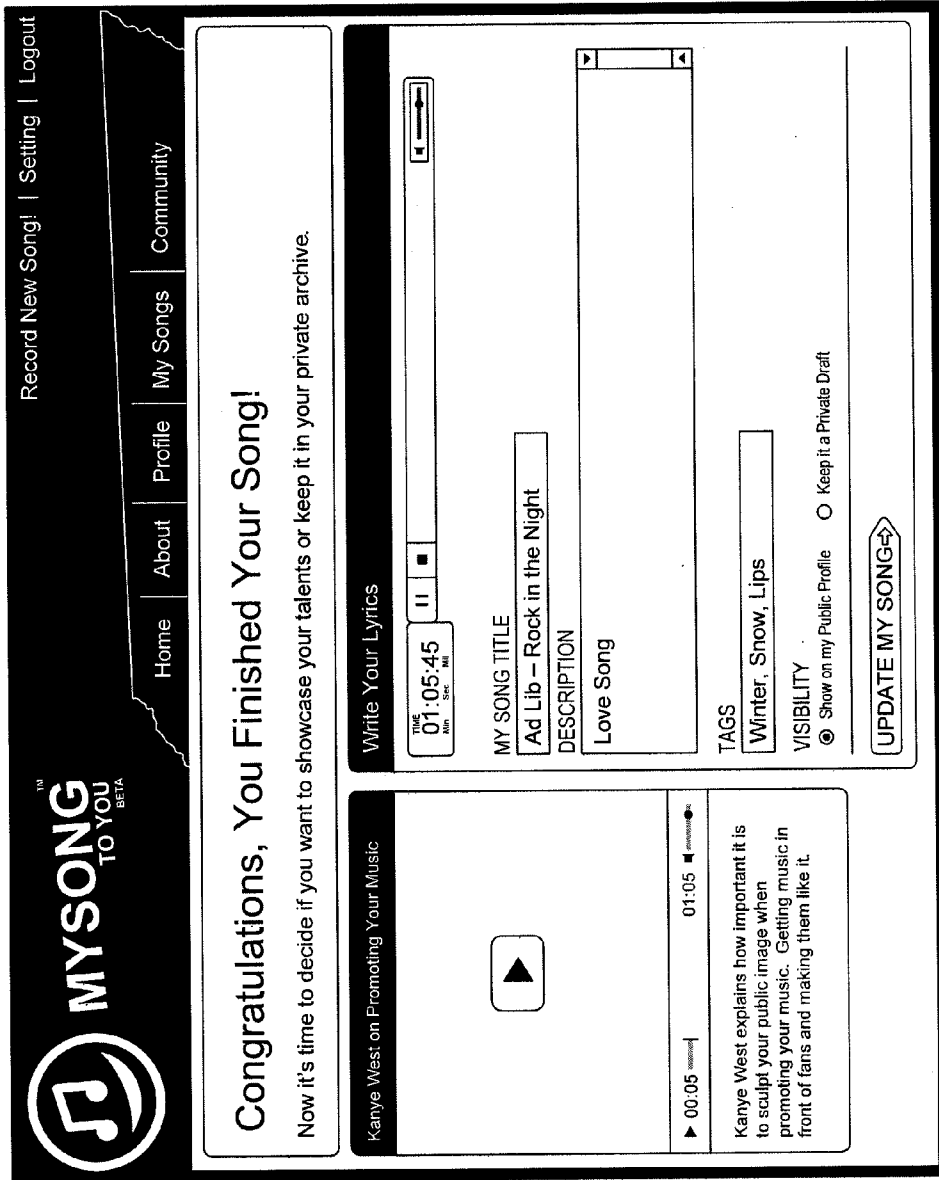 Record New Song! | Setting | Logout
MYSONG™
TO YOU
BETA
Home | About | Profile | My Songs | Community
Congratulations, You Finished Your Song!
Now it's time to decide if you want to showcase your talents or keep it in your private archive.
Kanye West on Promoting Your Music
00:05
01:05
Kanye West explains how important it is
to sculpt your public image when
promoting your music. Getting music in
front of fans and making them like it.
Write Your Lyrics
TIME
01:05:45
Min Sec Mil
MY SONG TITLE
Ad Lib – Rock in the Night
DESCRIPTION
Love Song
TAGS
Winter, Snow, Lips
VISIBILITY
Show on my Public Profile
Keep it a Private Draft
UPDATE MY SONG